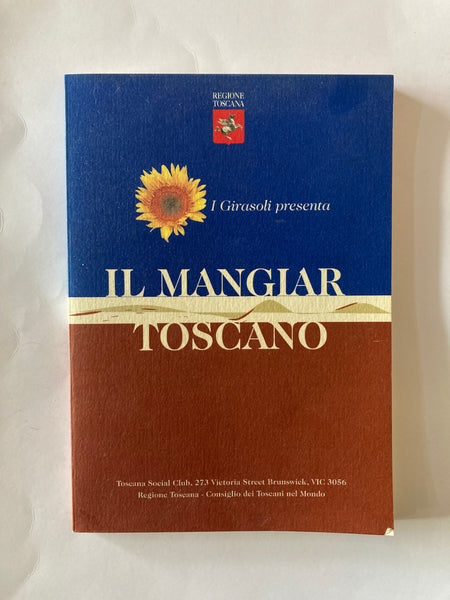 REGIONE
TOSCANA
I Girasoli presenta
IL MANGIAR
TOSCANO
Toscana Social Club, 273 Victoria Street Brunswick, VIC 3056
Regione Toscana - Consiglio dei Toscani nel Mondo